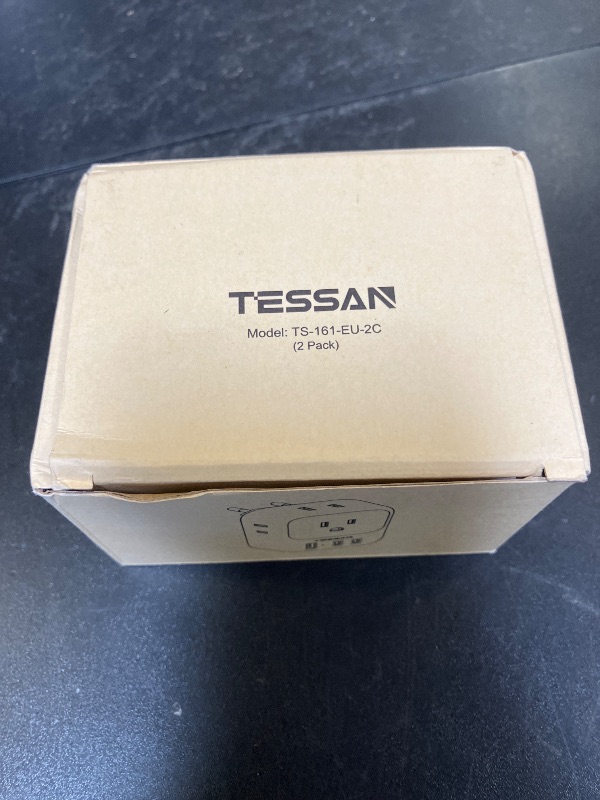 TESSAN
Model: TS-161-EU-2C
(2 Pack)